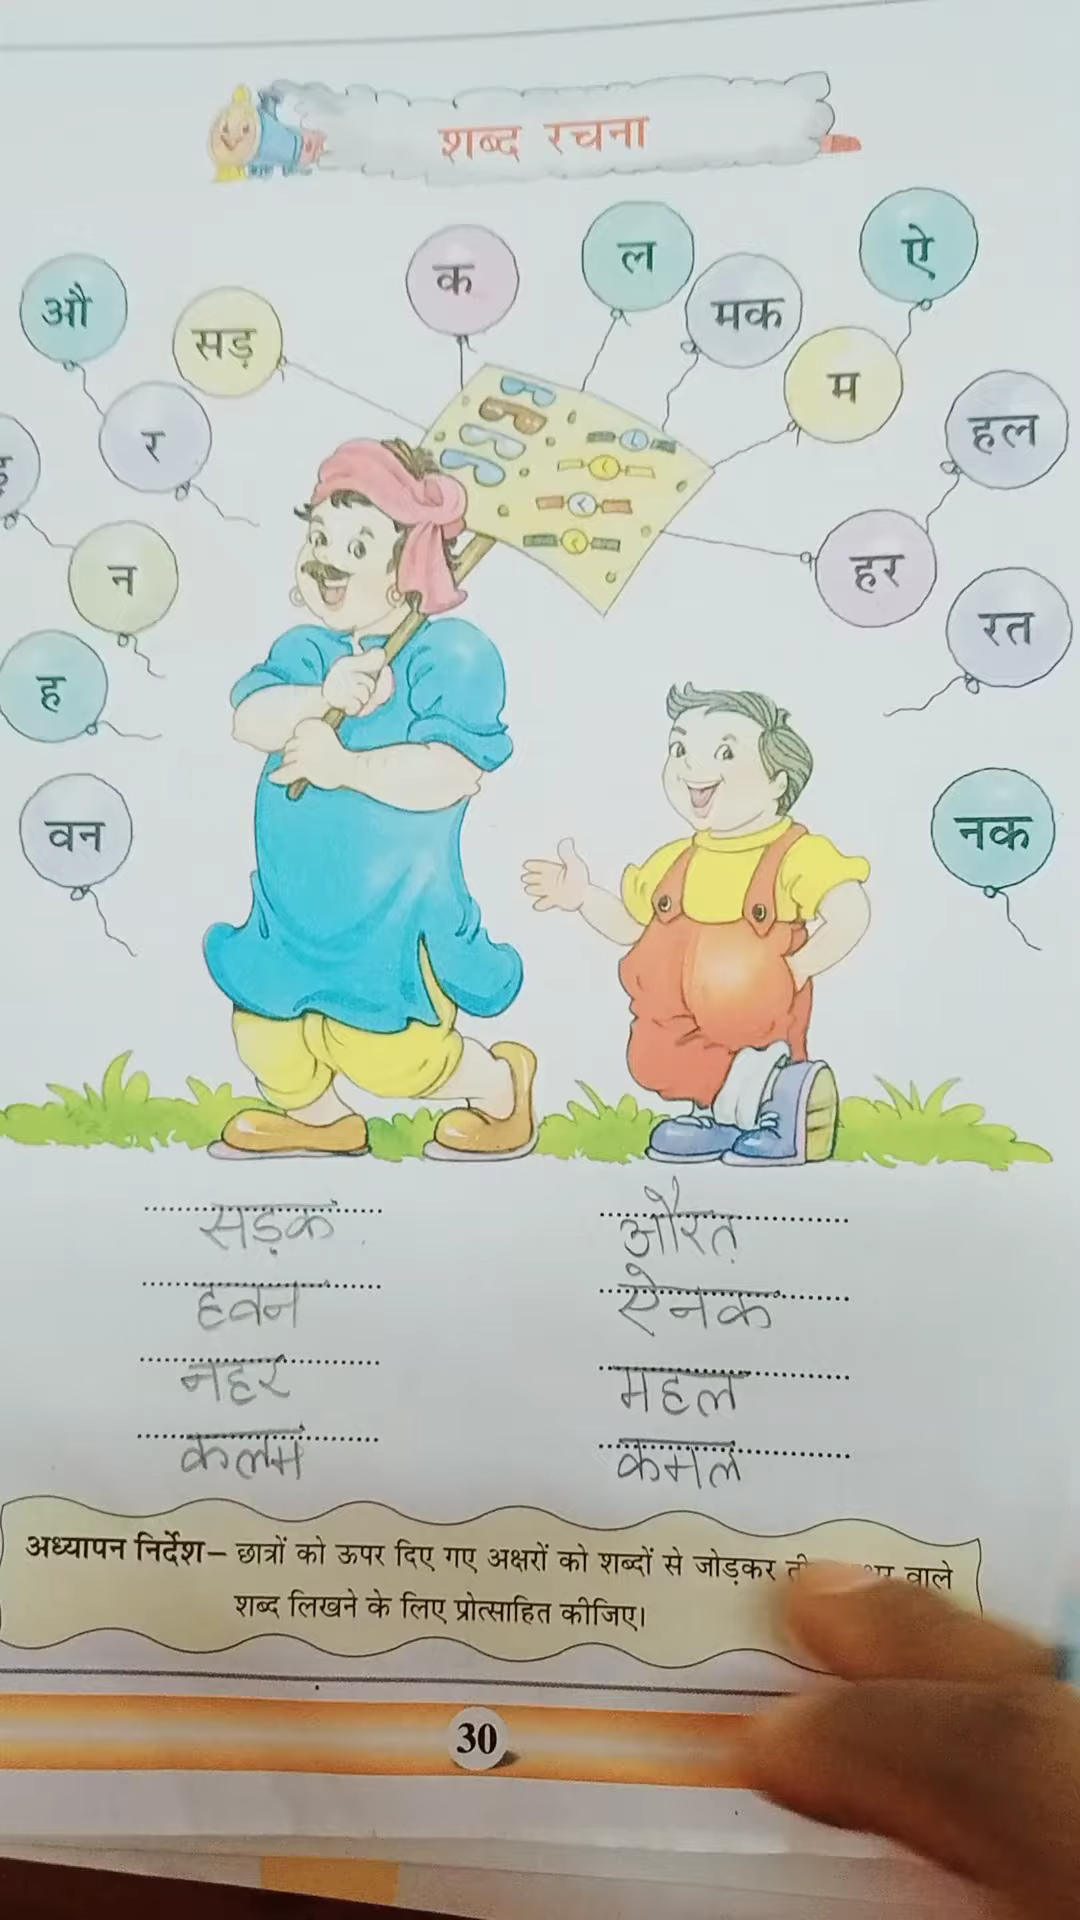 शब्द रचना
औ
सड़
क
ल
मक
ऐ
र
म
हल
न
हर
ह
रत
वन
नक
सड़क
औरत
हवन
ऐनक
नहर
महल
कलम
कमल
अध्यापन निर्देश– छात्रों को ऊपर दिए गए अक्षरों को शब्दों से जोड़कर वाले
शब्द लिखने के लिए प्रोत्साहित कीजिए।
30